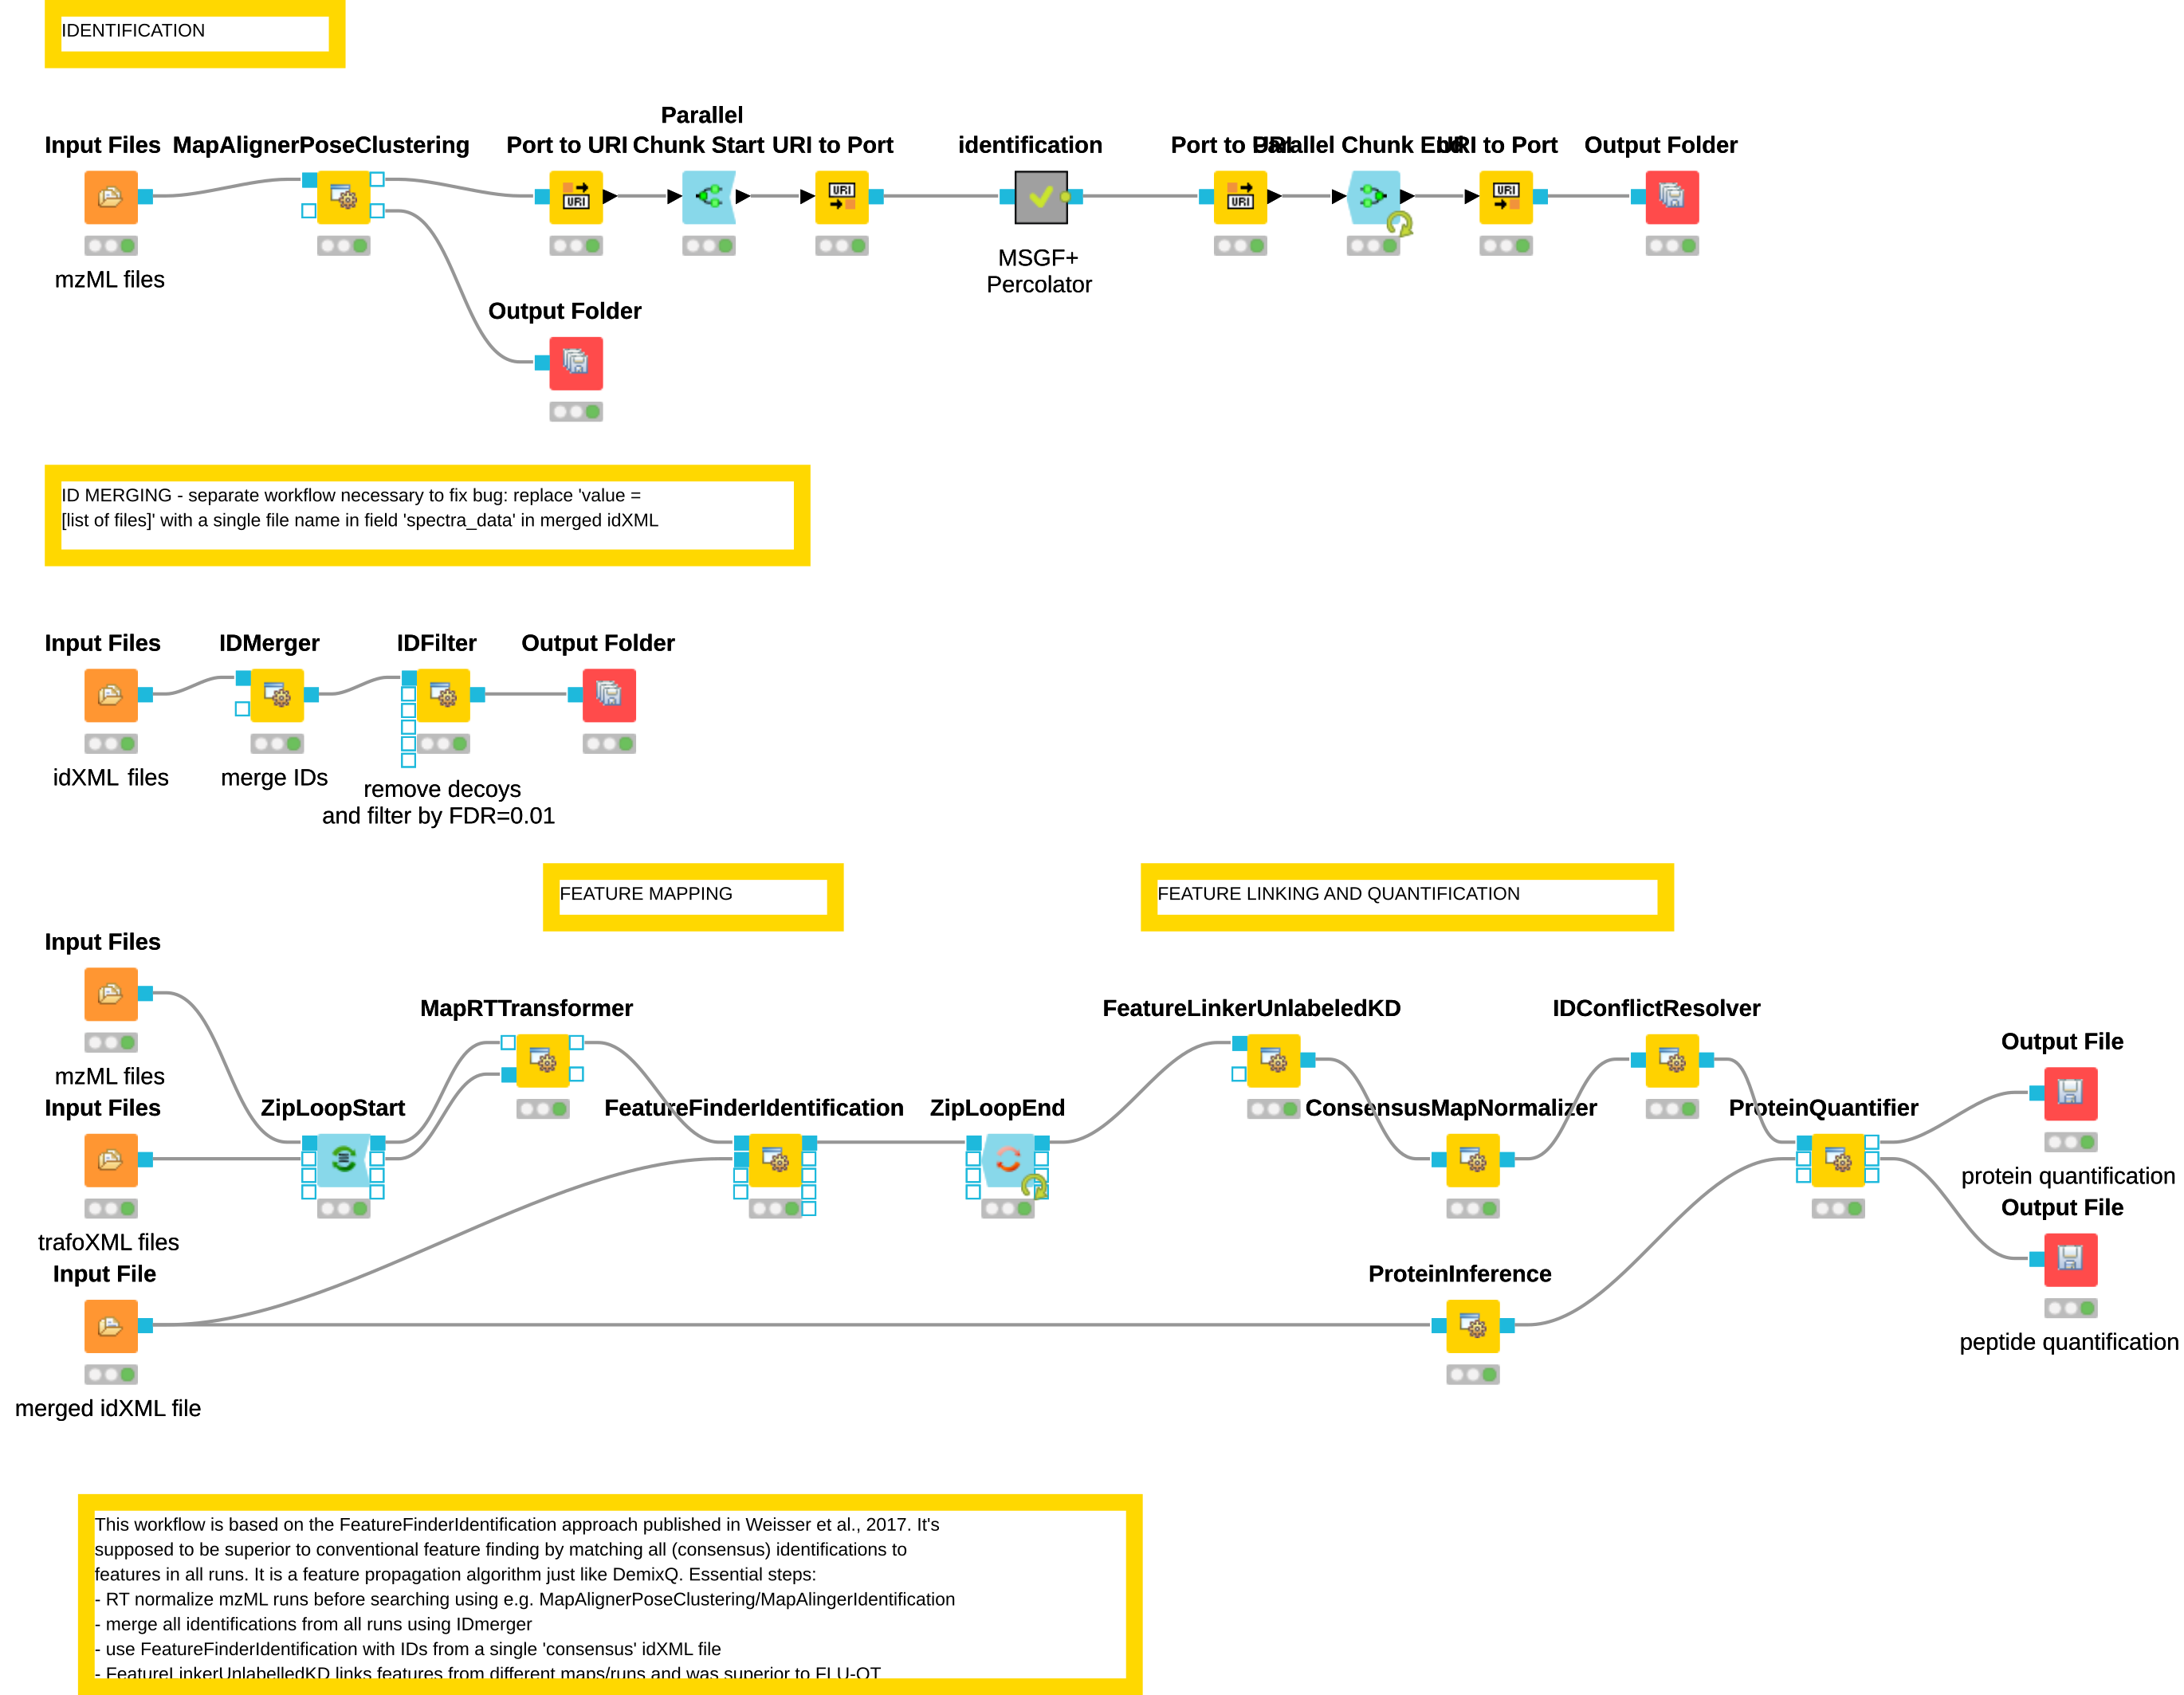 IDENTIFICATION
Parallel
Input Files MapAlignerPoseClustering Port to URI Chunk Start URI to Port identification Port to URI Parallel Chunk End URI to Port Output Folder
URI URI URI URI
mzML files
MSGF+
Percolator
Output Folder
ID MERGING - separate workflow necessary to fix bug: replace 'value =
[list of files]' with a single file name in field 'spectra_data' in merged idXML
Input Files IDMerger IDFilter Output Folder
idXML files merge IDs
remove decoys
and filter by FDR=0.01
FEATURE MAPPING
FEATURE LINKING AND QUANTIFICATION
Input Files
mzML files
MapRTTransformer
FeatureLinkerUnlabeledKD
IDConflictResolver
Output File
Input Files ZipLoopStart FeatureFinderIdentification ZipLoopEnd ConsensusMapNormalizer ProteinQuantifier
protein quantification
trafoXML files
Output File
Input File
ProteinInference
peptide quantification
merged idXML file
This workflow is based on the FeatureFinderIdentification approach published in Weisser et al., 2017. It's
supposed to be superior to conventional feature finding by matching all (consensus) identifications to
features in all runs. It is a feature propagation algorithm just like DemixQ. Essential steps:
- RT normalize mzML runs before searching using e.g. MapAlignerPoseClustering/MapAlingerIdentification
- merge all identifications from all runs using IDmerger
- use FeatureFinderIdentification with IDs from a single 'consensus' idXML file
- FeatureLinkerUnlabelledKD links features from different maps/runs and was superior to FLU-QT